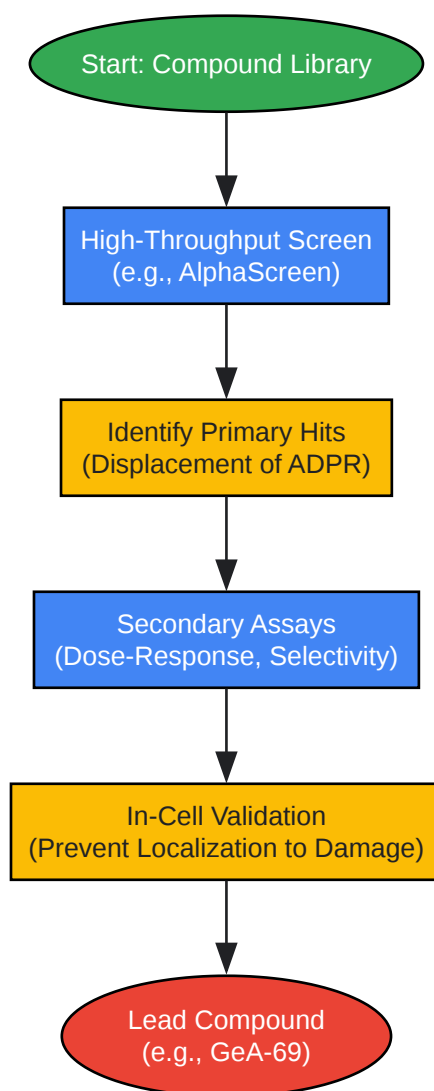 Start: Compound Library
High-Throughput Screen
(e.g., AlphaScreen)
Identify Primary Hits
(Displacement of ADPR)
Secondary Assays
(Dose-Response, Selectivity)
In-Cell Validation
(Prevent Localization to Damage)
Lead Compound
(e.g., GeA-69)